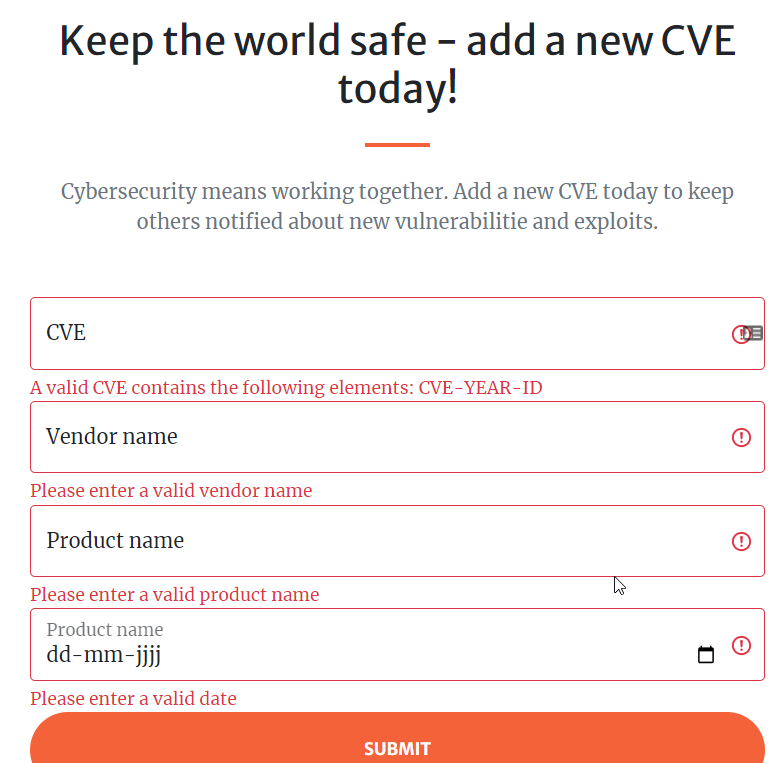 Keep the world safe - add a new CVE
today!
Cybersecurity means working together. Add a new CVE today to keep
others notified about new vulnerabilitie and exploits.
CVE
A valid CVE contains the following elements: CVE-YEAR-ID
Vendor name
Please enter a valid vendor name
Product name
Please enter a valid product name
Product name
dd-mm-jjjj
Please enter a valid date
SUBMIT